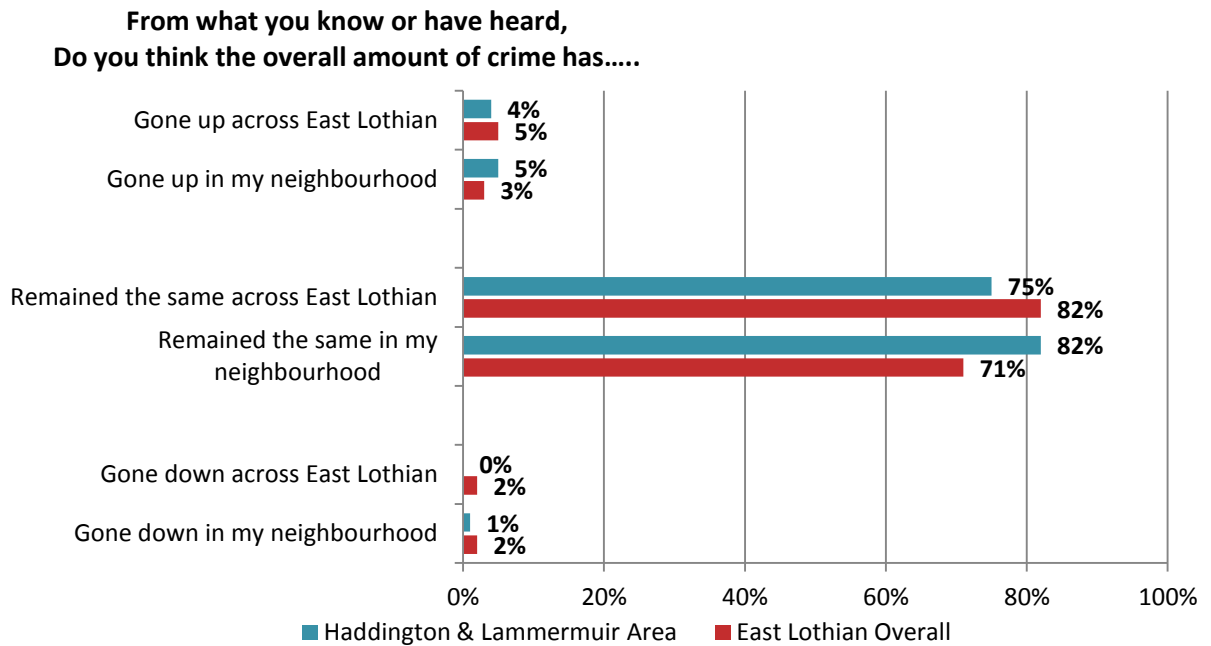 From what you know or have heard,
Do you think the overall amount of crime has…..
Gone up across East Lothian
4%
5%
Gone up in my neighbourhood
5%
3%
Remained the same across East Lothian
75%
82%
Remained the same in my
neighbourhood
82%
71%
Gone down across East Lothian
0%
2%
Gone down in my neighbourhood
1%
2%
0% 20% 40% 60% 80% 100%
Haddington & Lammermuir Area East Lothian Overall